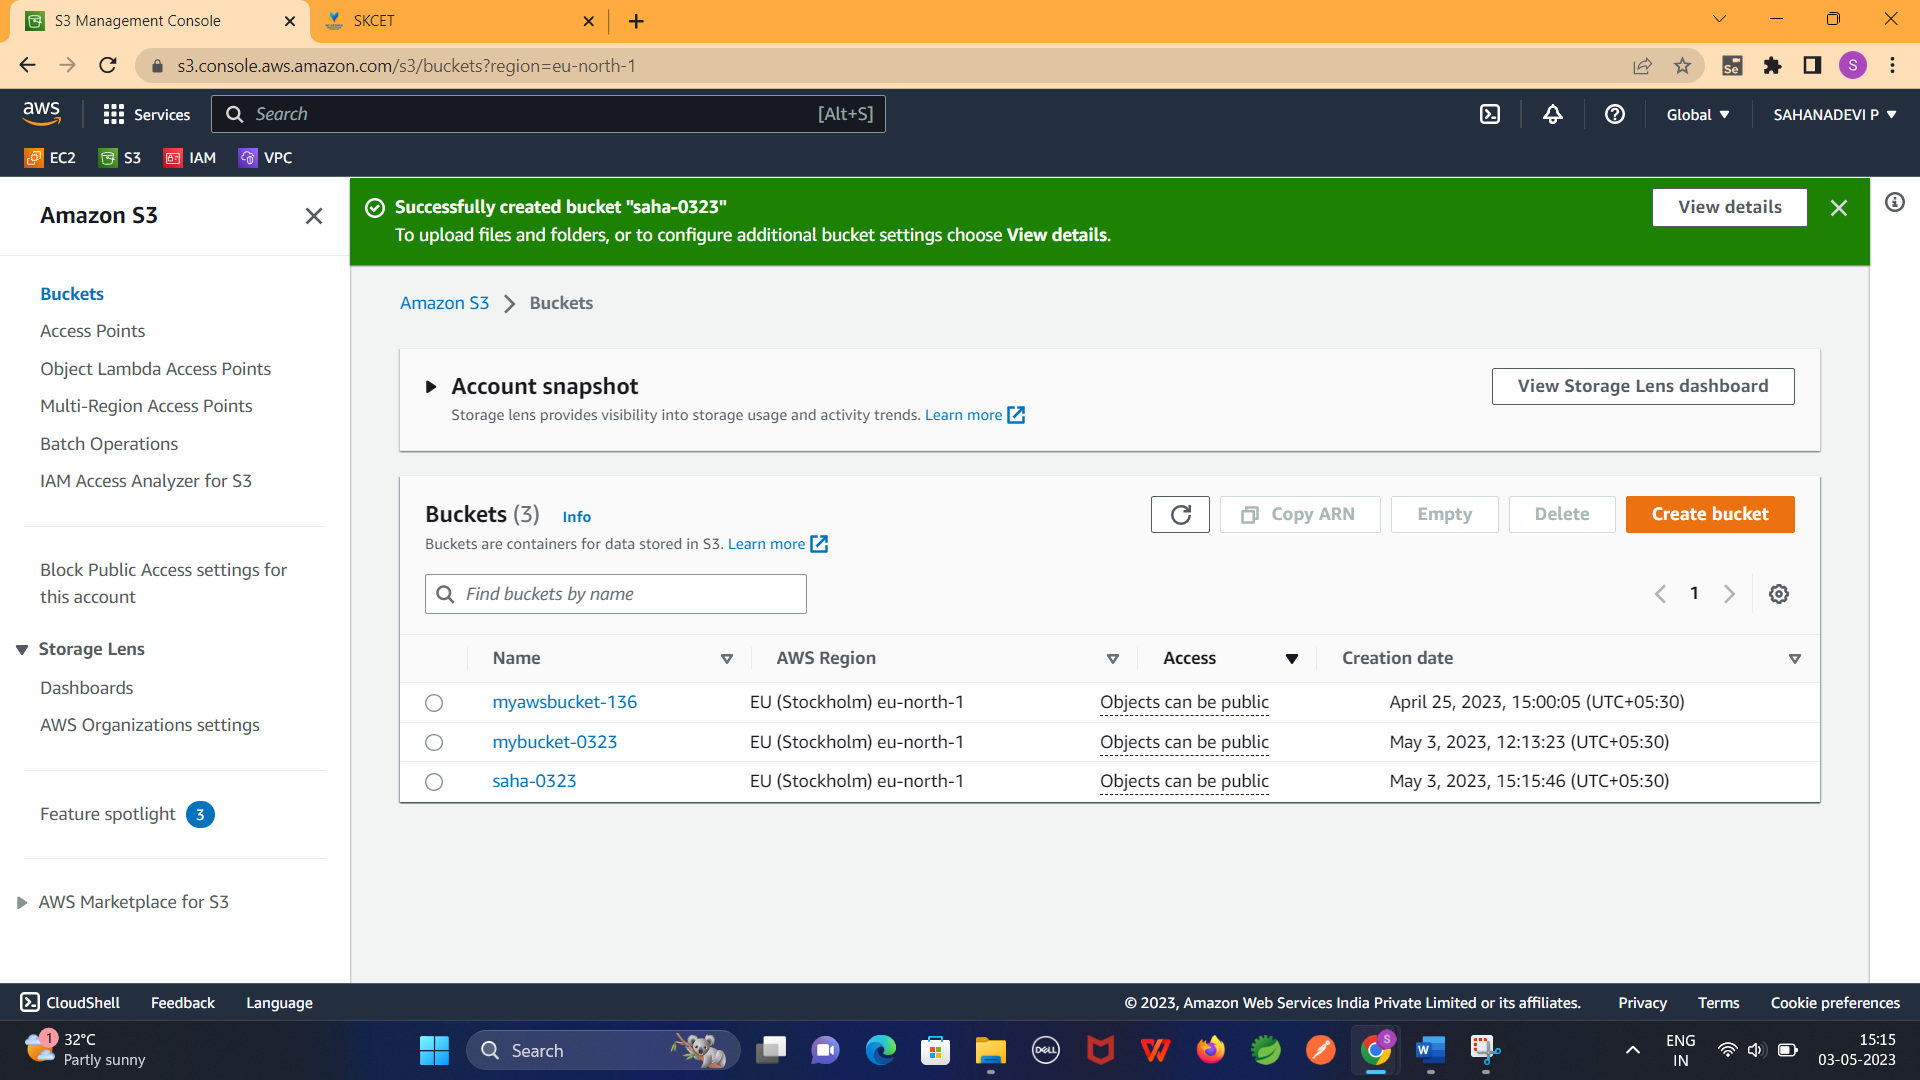 S3 Management Console
SKCET
s3.console.aws.amazon.com/s3/buckets?region=eu-north-1
Se
S
aws
Services
Search
[Alt+S]
Global
SAHANADEVI P
EC2
S3
IAM
VPC
Amazon S3
Buckets
Access Points
Object Lambda Access Points
Multi-Region Access Points
Batch Operations
IAM Access Analyzer for S3
Block Public Access settings for
this account
Storage Lens
Dashboards
AWS Organizations settings
Feature spotlight 3
AWS Marketplace for S3
Successfully created bucket "saha-0323"
To upload files and folders, or to configure additional bucket settings choose View details.
View details
Amazon S3 Buckets
Account snapshot
Storage lens provides visibility into storage usage and activity trends. Learn more
View Storage Lens dashboard
Buckets (3) Info
Buckets are containers for data stored in S3. Learn more
Copy ARN
Empty
Delete
Create bucket
Find buckets by name
1
Name AWS Region Access Creation date
myawsbucket-136 EU (Stockholm) eu-north-1 Objects can be public April 25, 2023, 15:00:05 (UTC+05:30)
mybucket-0323 EU (Stockholm) eu-north-1 Objects can be public May 3, 2023, 12:13:23 (UTC+05:30)
saha-0323 EU (Stockholm) eu-north-1 Objects can be public May 3, 2023, 15:15:46 (UTC+05:30)
CloudShell Feedback Language
© 2023, Amazon Web Services India Private Limited or its affiliates. Privacy Terms Cookie preferences
1
32°C
Partly sunny
Search
DELL
W
S
W
ENG
IN
15:15
03-05-2023